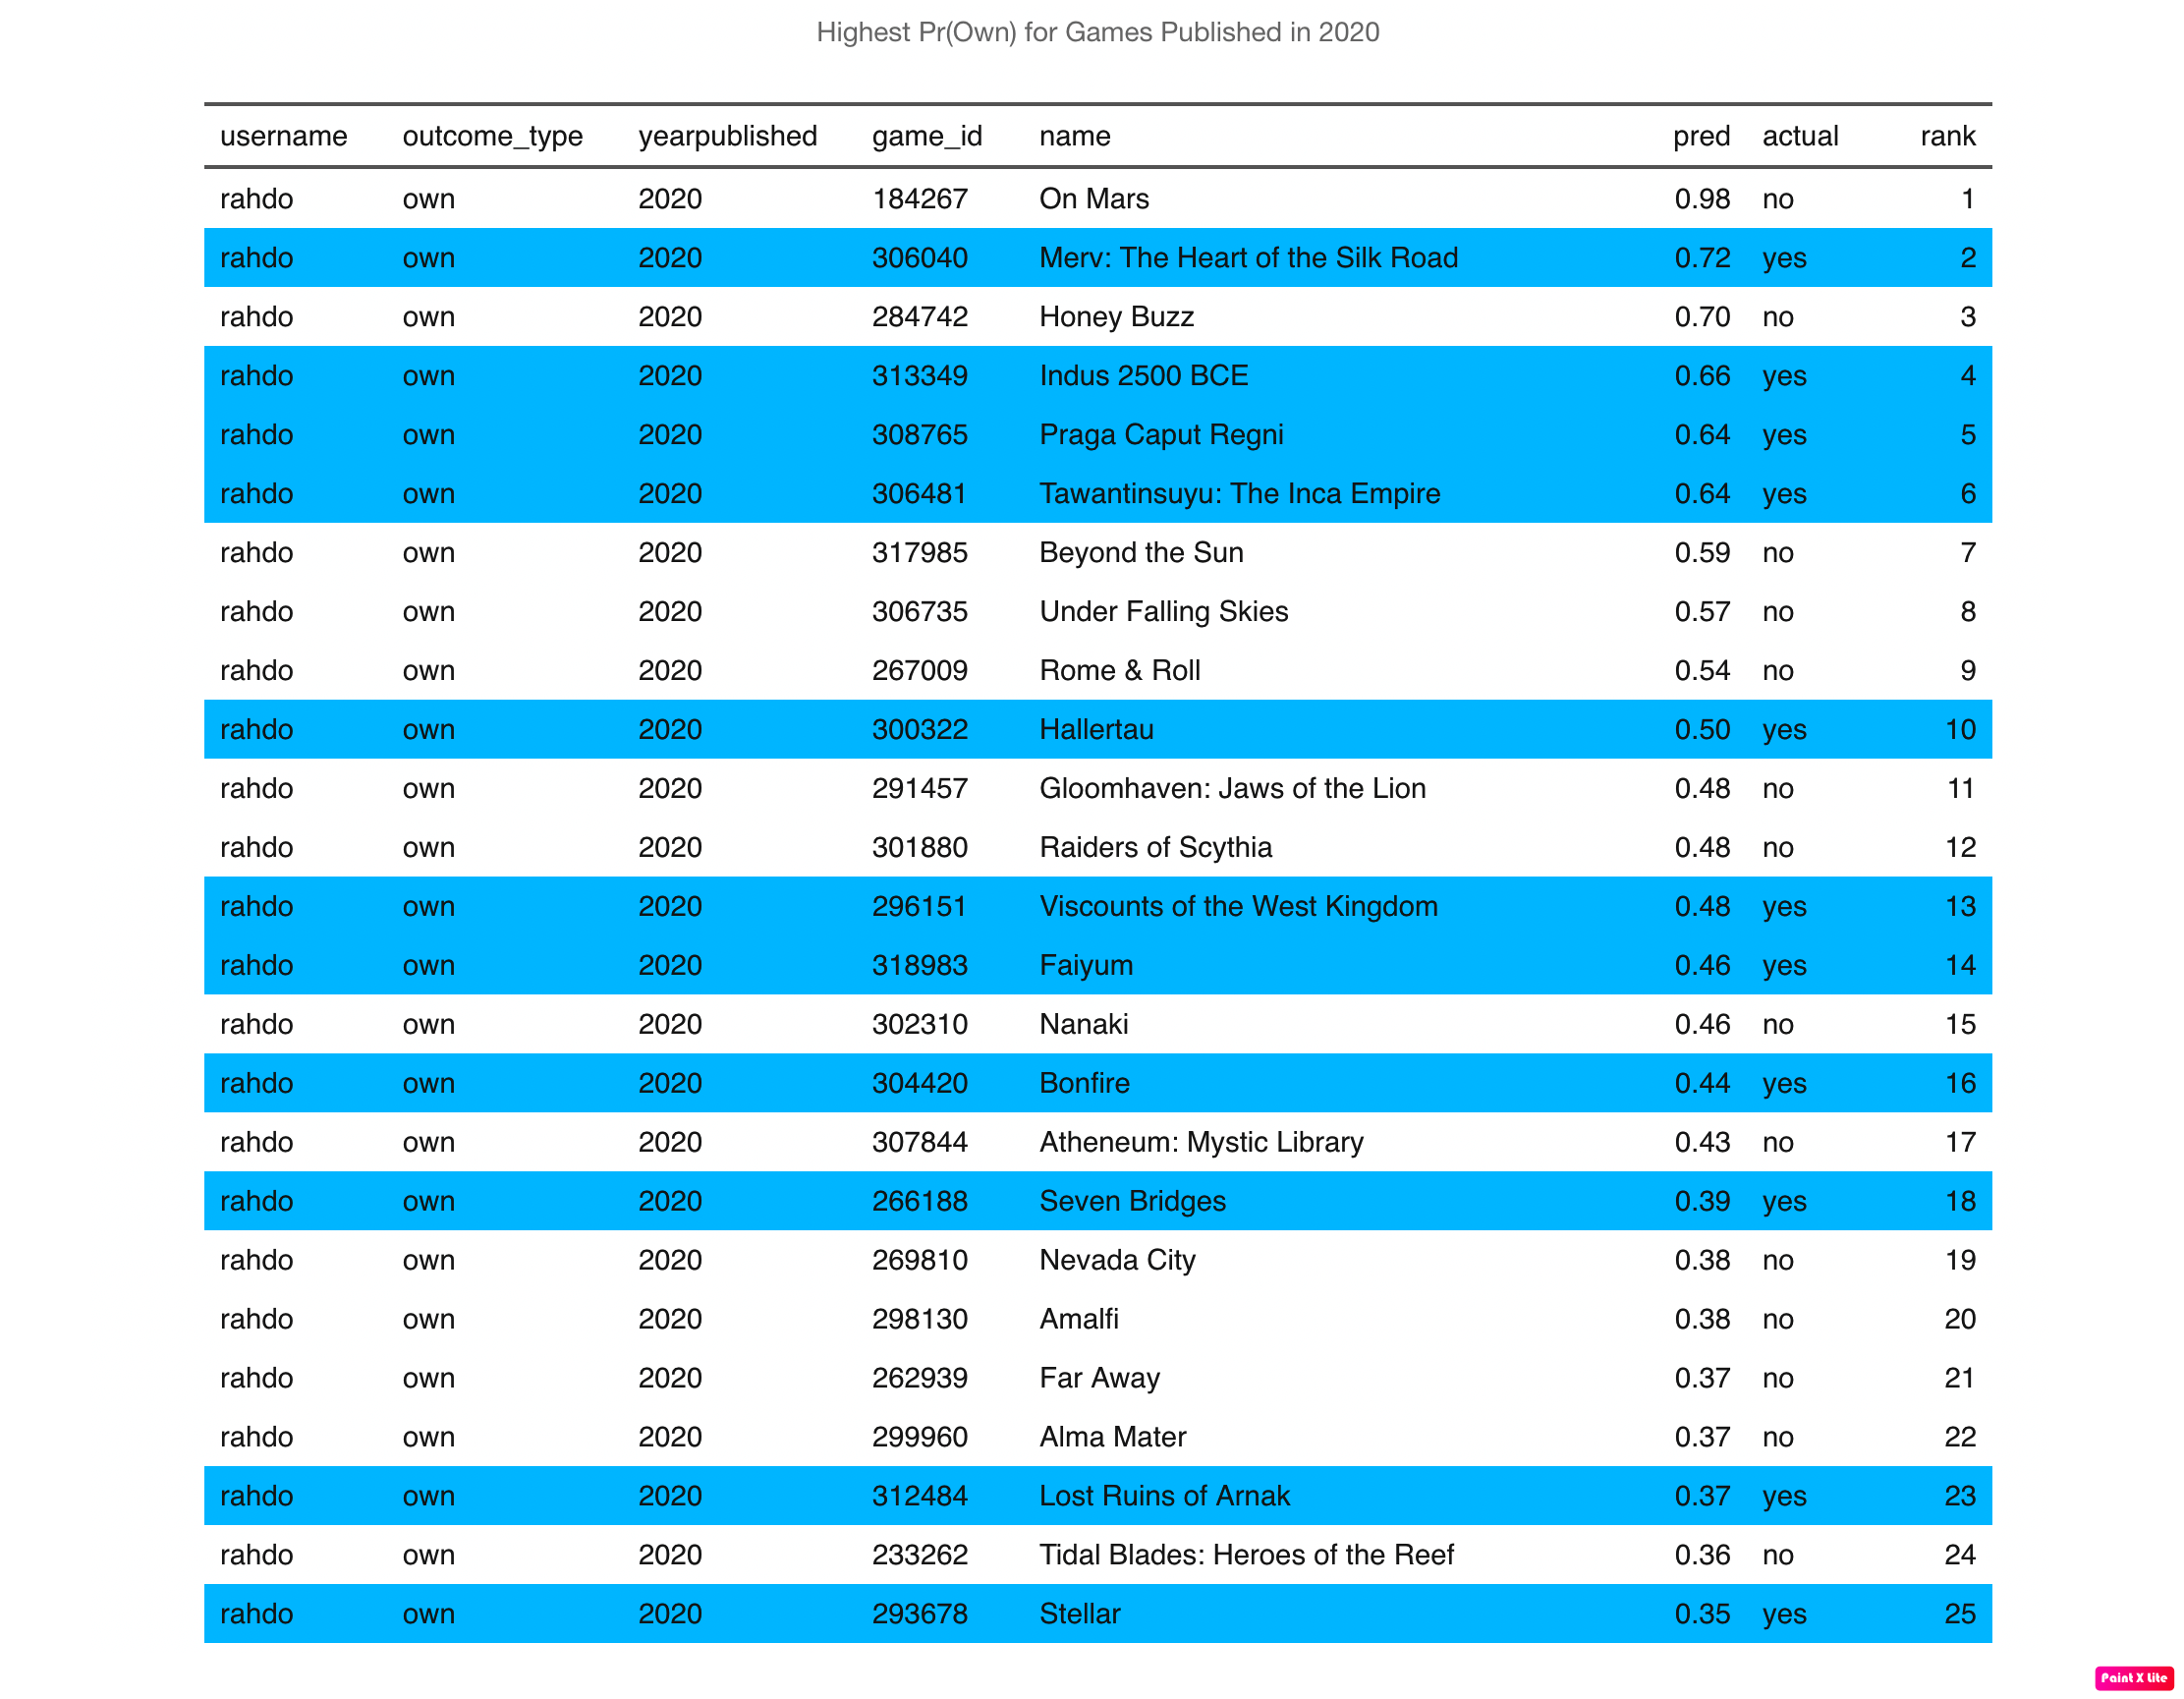 Highest Pr(Own) for Games Published in 2020
username outcome_type yearpublished game_id name pred actual rank
rahdo own 2020 184267 On Mars 0.98 no 1
rahdo own 2020 306040 Merv: The Heart of the Silk Road 0.72 yes 2
rahdo own 2020 284742 Honey Buzz 0.70 no 3
rahdo own 2020 313349 Indus 2500 BCE 0.66 yes 4
rahdo own 2020 308765 Praga Caput Regni 0.64 yes 5
rahdo own 2020 306481 Tawantinsuyu: The Inca Empire 0.64 yes 6
rahdo own 2020 317985 Beyond the Sun 0.59 no 7
rahdo own 2020 306735 Under Falling Skies 0.57 no 8
rahdo own 2020 267009 Rome & Roll 0.54 no 9
rahdo own 2020 300322 Hallertau 0.50 yes 10
rahdo own 2020 291457 Gloomhaven: Jaws of the Lion 0.48 no 11
rahdo own 2020 301880 Raiders of Scythia 0.48 no 12
rahdo own 2020 296151 Viscounts of the West Kingdom 0.48 yes 13
rahdo own 2020 318983 Faiyum 0.46 yes 14
rahdo own 2020 302310 Nanaki 0.46 no 15
rahdo own 2020 304420 Bonfire 0.44 yes 16
rahdo own 2020 307844 Atheneum: Mystic Library 0.43 no 17
rahdo own 2020 266188 Seven Bridges 0.39 yes 18
rahdo own 2020 269810 Nevada City 0.38 no 19
rahdo own 2020 298130 Amalfi 0.38 no 20
rahdo own 2020 262939 Far Away 0.37 no 21
rahdo own 2020 299960 Alma Mater 0.37 no 22
rahdo own 2020 312484 Lost Ruins of Arnak 0.37 yes 23
rahdo own 2020 233262 Tidal Blades: Heroes of the Reef 0.36 no 24
rahdo own 2020 293678 Stellar 0.35 yes 25
Paint X Lite